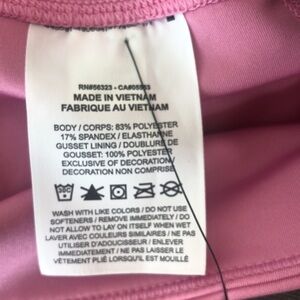 RN#56323 - CA#05553
MADE IN VIETNAM
FABRIQUE AU VIETNAM
BODY / CORPS: 83% POLYESTER
17% SPANDEX / ELASTHANNE
GUSSET LINING / DOUBLURE DE
GOUSSET: 100% POLYESTER
EXCLUSIVE OF DECORATION/
DECORATION NON COMPRISE
WASH WITH LIKE COLORS / DO NOT USE
SOFTENERS / REMOVE IMMEDIATELY / DO
NOT ALLOW TO LAY ON ITSELF WHEN WET
LAVER AVEC COULEURS SIMILAIRES / NE PAS
UTILISER D'ADOUCISSEUR / ENLEVER
IMMEDIATEMENT / NE PAS LAISSER LE
VÊTEMENT PLIÉ LORSQU'IL EST MOUILLÉ